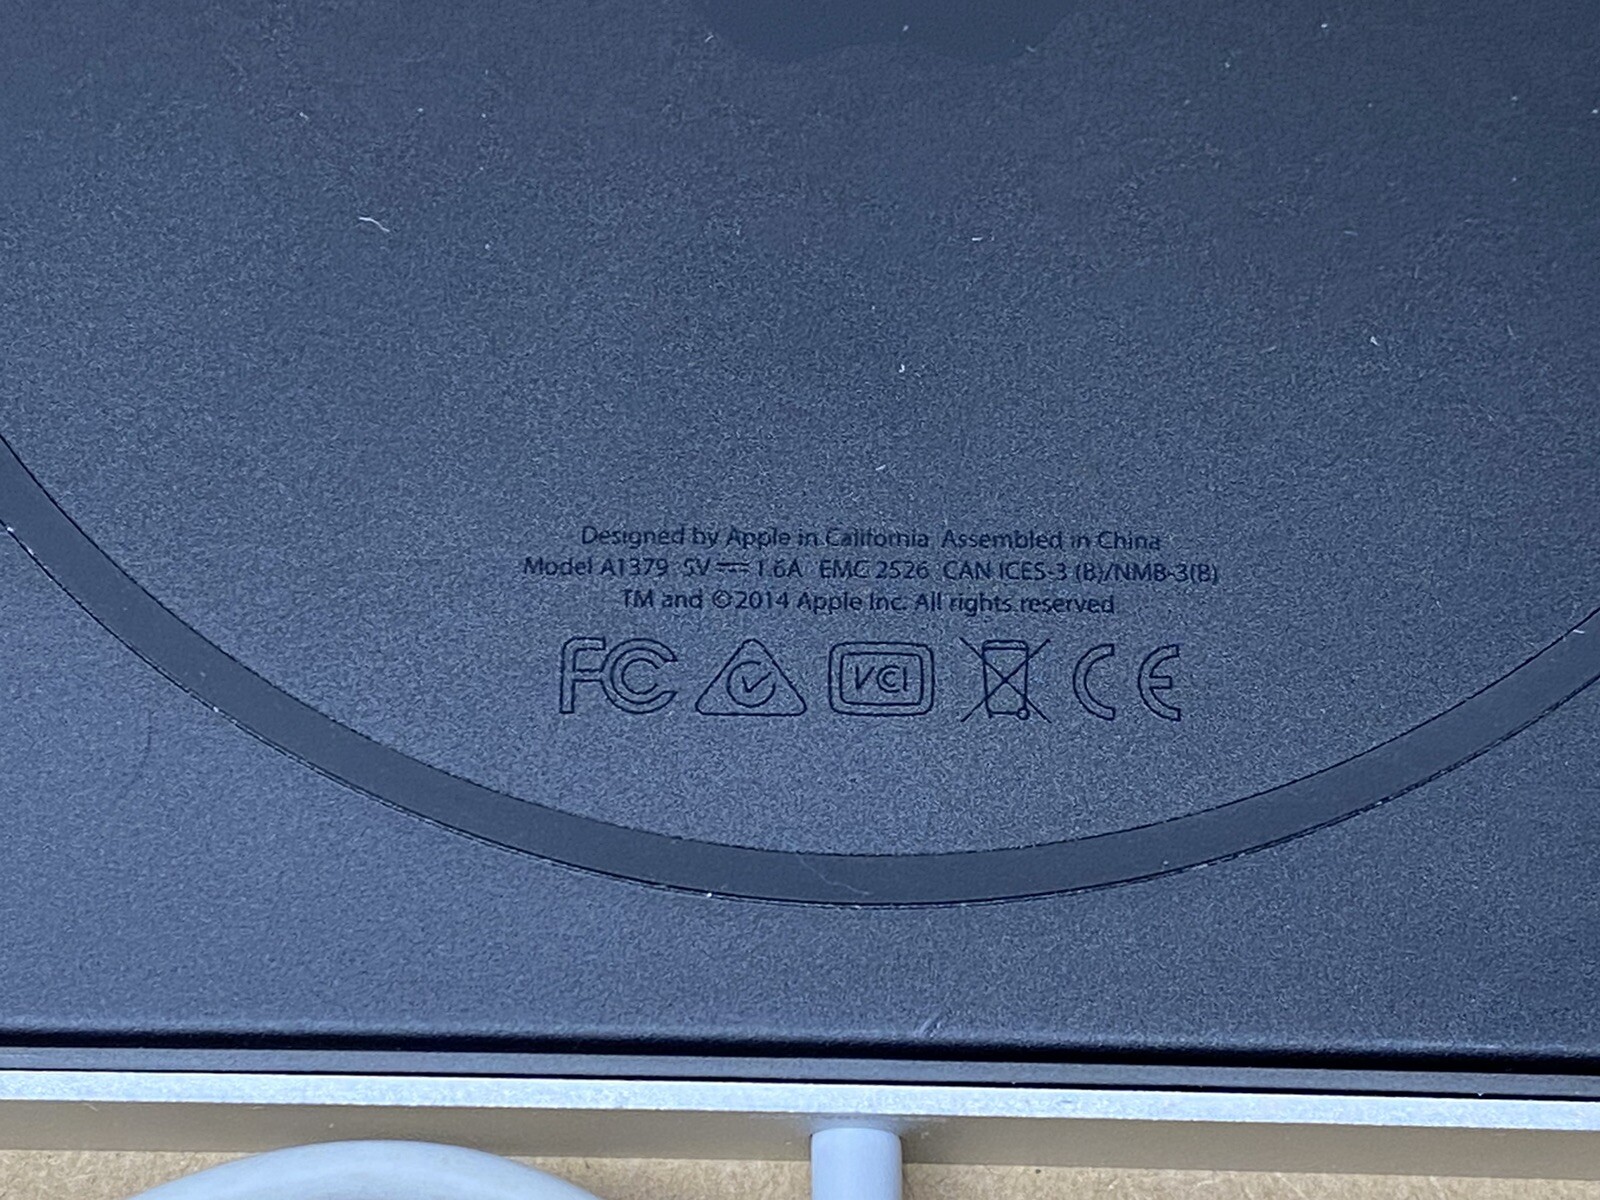 Designed by Apple in California Assembled in China
Model A1379 5V⎓1.6A EMC 2526 CAN ICES-3 (B)/NMB-3(B)
TM and ©2014 Apple Inc. All rights reserved
FC VCI CE